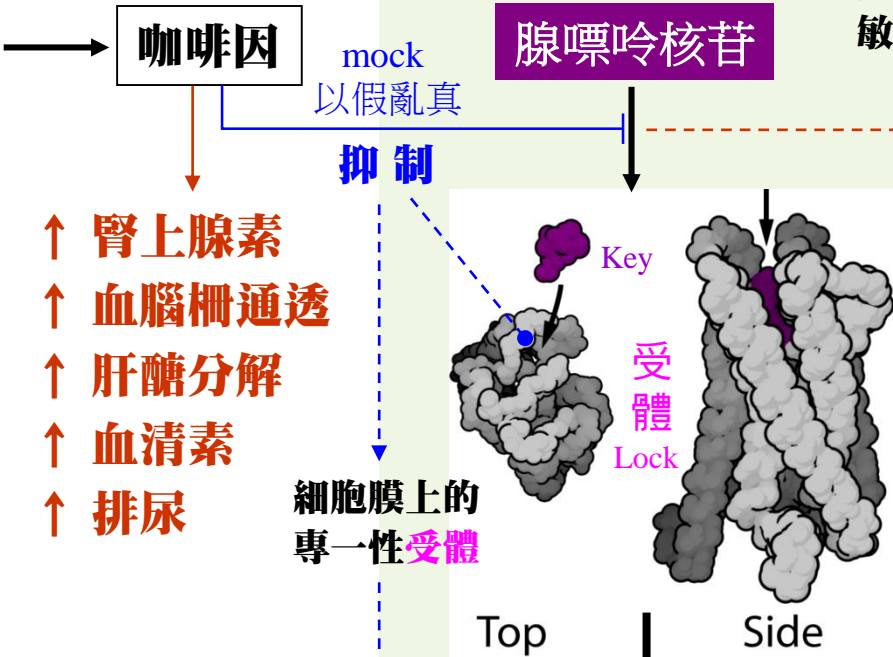 咖啡因
mock
以假亂真
抑制
腺嘌呤核苷
敏
↑ 腎上腺素
↑ 血腦柵通透
↑ 肝醣分解
↑ 血清素
↑ 排尿
Key
受
體
Lock
細胞膜上的
專一性受體
Top
Side